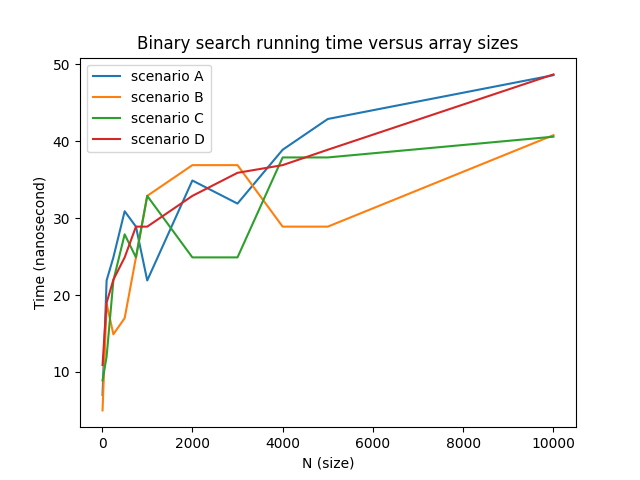 Binary search running time versus array sizes
scenario A
scenario B
scenario C
scenario D
Time (nanosecond)
50
40
30
20
10
0
2000
4000
6000
8000
10000
N (size)